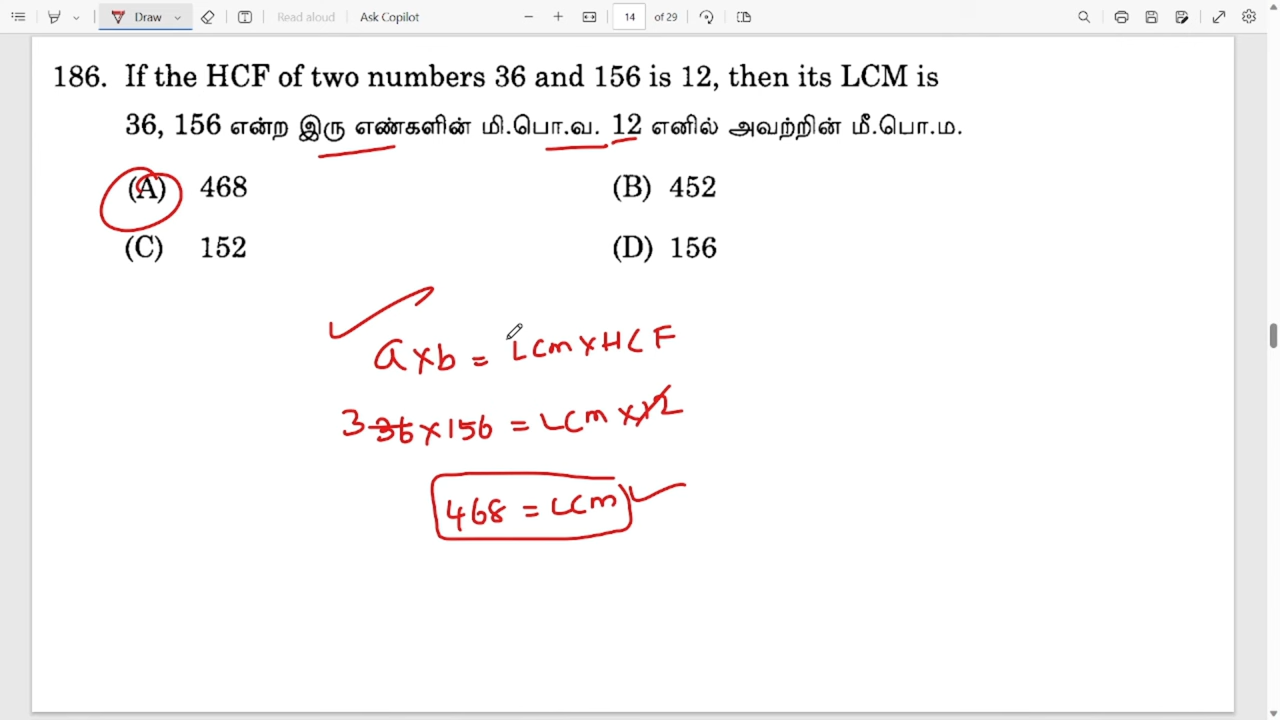 Draw Read aloud Ask Copilot 14 of 29
186. If the HCF of two numbers 36 and 156 is 12, then its LCM is
36, 156 என்ற இரு எண்களின் மி.பொ.வ. 12 எனில் அவற்றின் மீ.பொ.ம.
(A) 468 (B) 452
(C) 152 (D) 156
a×b = LCM×HCF
3 36×156 = LCM×12
468 = LCM